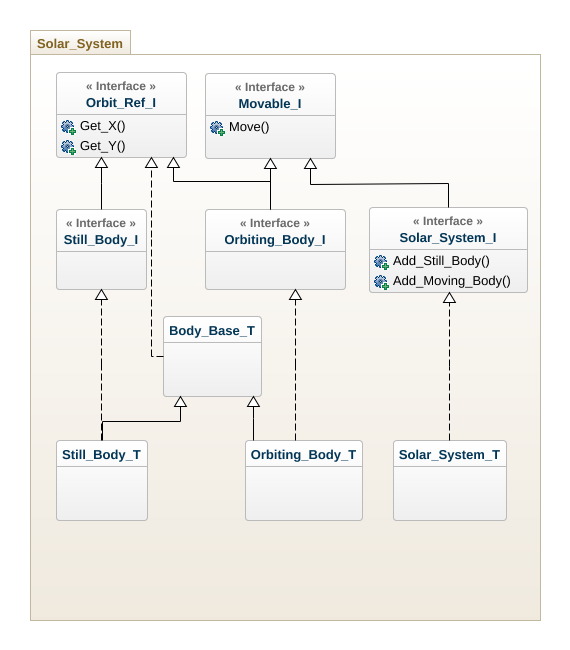 Solar_System
« Interface »
Orbit_Ref_I
Get_X()
Get_Y()
« Interface »
Movable_I
Move()
« Interface »
Still_Body_I
« Interface »
Orbiting_Body_I
« Interface »
Solar_System_I
Add_Still_Body()
Add_Moving_Body()
Body_Base_T
Still_Body_T
Orbiting_Body_T
Solar_System_T